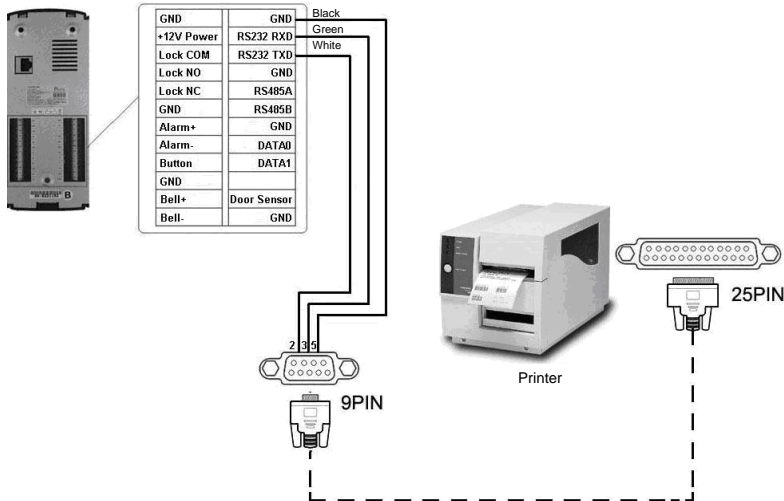 GND GND Black
+12V Power RS232 RXD Green
Lock COM RS232 TXD White
Lock NO GND
Lock NC RS485A
GND RS485B
Alarm+ GND
Alarm- DATA0
Button DATA1
GND
Bell+ Door Sensor
Bell- GND
B
2 3 5
9PIN
25PIN
Printer